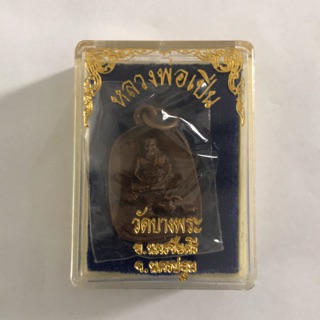 หลวงพ่อเปิ่น
วัดบางพระ
อ.นครชัยศรี
จ.นครปฐม